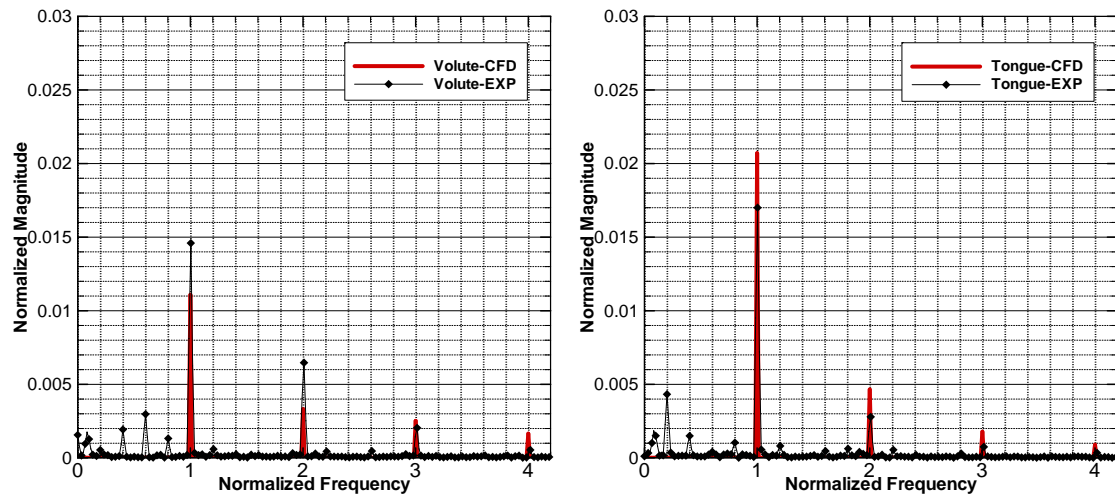 0.03
0.025
0.02
0.015
0.01
0.005
0
Normalized Magnitude
Volute-CFD
Volute-EXP
0 1 2 3 4
Normalized Frequency
0.03
0.025
0.02
0.015
0.01
0.005
0
Normalized Magnitude
Tongue-CFD
Tongue-EXP
0 1 2 3 4
Normalized Frequency